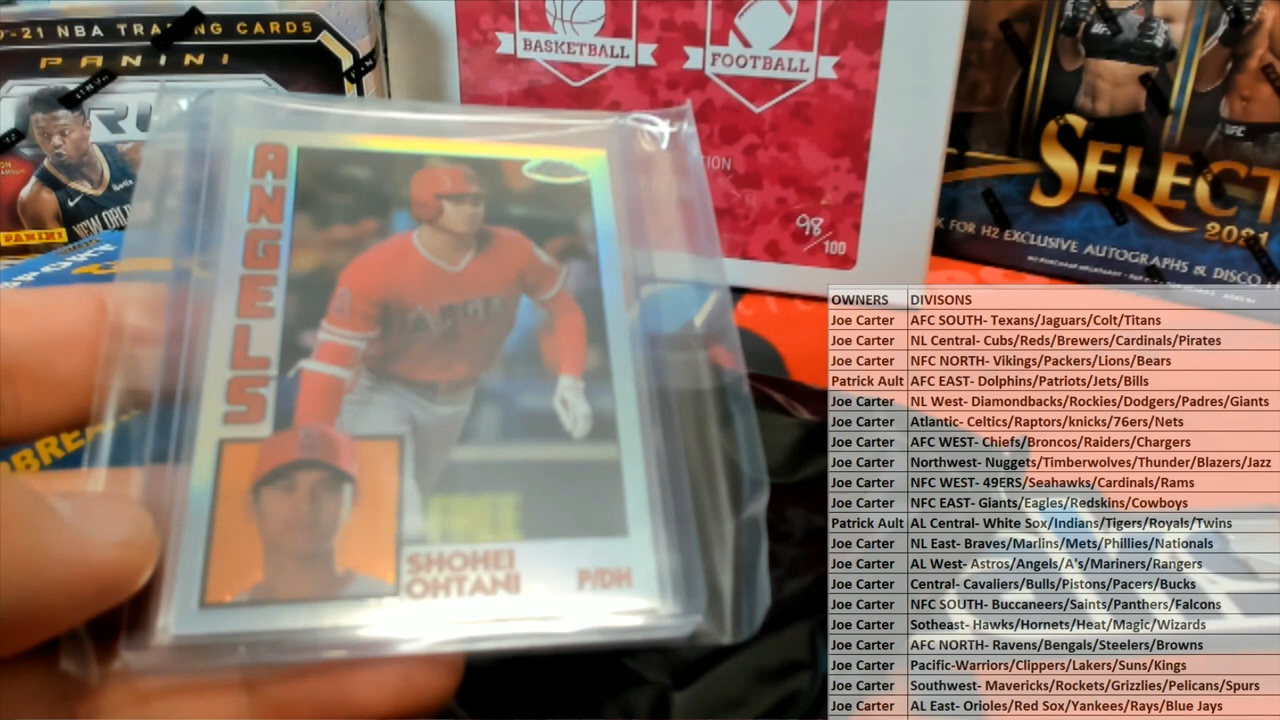 -21 NBA TRADING CARDS
PANINI
PANINI
NEW ORL
BREA
BASKETBALL
FOOTBALL
98/100
UFC
SELECT
2021
K FOR H2 EXCLUSIVE AUTOGRAPHS & DISCO
ANGELS
SHOHEI
OHTANI
P/DH
OWNERS DIVISONS
Joe Carter AFC SOUTH- Texans/Jaguars/Colt/Titans
Joe Carter NL Central- Cubs/Reds/Brewers/Cardinals/Pirates
Joe Carter NFC NORTH- Vikings/Packers/Lions/Bears
Patrick Ault AFC EAST- Dolphins/Patriots/Jets/Bills
Joe Carter NL West- Diamondbacks/Rockies/Dodgers/Padres/Giants
Joe Carter Atlantic- Celtics/Raptors/knicks/76ers/Nets
Joe Carter AFC WEST- Chiefs/Broncos/Raiders/Chargers
Joe Carter Northwest- Nuggets/Timberwolves/Thunder/Blazers/Jazz
Joe Carter NFC WEST- 49ERS/Seahawks/Cardinals/Rams
Joe Carter NFC EAST- Giants/Eagles/Redskins/Cowboys
Patrick Ault AL Central- White Sox/Indians/Tigers/Royals/Twins
Joe Carter NL East- Braves/Marlins/Mets/Phillies/Nationals
Joe Carter AL West- Astros/Angels/A's/Mariners/Rangers
Joe Carter Central- Cavaliers/Bulls/Pistons/Pacers/Bucks
Joe Carter NFC SOUTH- Buccaneers/Saints/Panthers/Falcons
Joe Carter Sotheast- Hawks/Hornets/Heat/Magic/Wizards
Joe Carter AFC NORTH- Ravens/Bengals/Steelers/Browns
Joe Carter Pacific-Warriors/Clippers/Lakers/Suns/Kings
Joe Carter Southwest- Mavericks/Rockets/Grizzlies/Pelicans/Spurs
Joe Carter AL East- Orioles/Red Sox/Yankees/Rays/Blue Jays